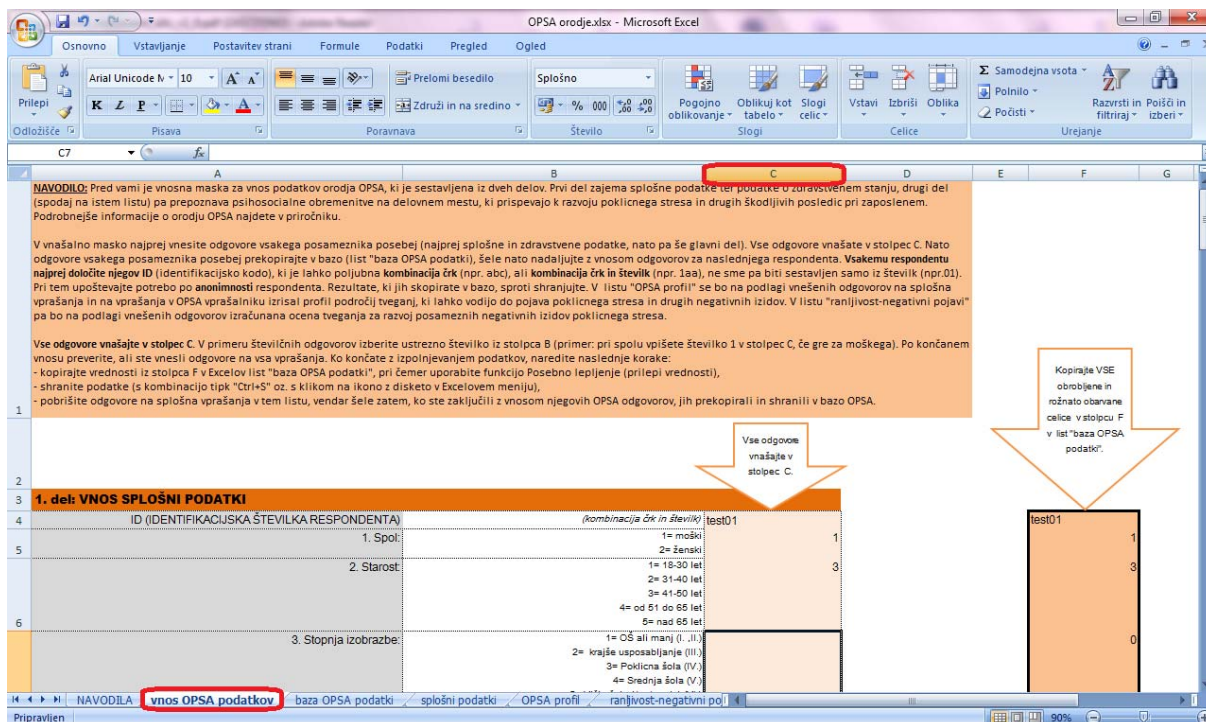 OPSA orodje.xlsx - Microsoft Excel
Osnovno Vstavljanje Postavitev strani Formule Podatki Pregled Ogled
Prilepi
Arial Unicode M 10
K L P
Prelomi besedilo
Združi in na sredino
Splošno
% 000
Pogojno oblikovanje
Oblikuj kot tabelo
Slogi celic
Vstavi Izbriši Oblika
Σ Samodejna vsota
Polnilo
Počisti
Razvrsti in filtriraj
Poišči in izberi
Odložišče Pisava Poravnava Število Slogi Celice Urejanje
C7 fx
A B C D E F G
NAVODILO: Pred vami je vnosna maska za vnos podatkov orodja OPSA, ki je sestavljena iz dveh delov. Prvi del zajema splošne podatke ter podatke o zdravstvenem stanju, drugi del
(spodaj na istem listu) pa prepoznava psihosocialne obremenitve na delovnem mestu, ki prispevajo k razvoju poklicnega stresa in drugih škodljivih posledic pri zaposlenem.
Podrobnejše informacije o orodju OPSA najdete v priročniku.
V vnašalno masko najprej vnesite odgovore vsakega posameznika posebej (najprej splošne in zdravstvene podatke, nato pa še glavni del). Vse odgovore vnašate v stolpec C. Nato
odgovore vsakega posameznika posebej prekopirajte v bazo (list "baza OPSA podatki), šele nato nadaljujte z vnosom odgovorov za naslednjega respondenta. Vsakemu respondentu
najprej določite njegov ID (identifikacijsko kodo), ki je lahko poljubna kombinacija črk (npr. abc), ali kombinacija črk in številk (npr. 1aa), ne sme pa biti sestavljen samo iz številk (npr.01).
Pri tem upoštevajte potrebo po anonimnosti respondenta. Rezultate, ki jih skopirate v bazo, sproti shranjujte. V listu "OPSA profil" se bo na podlagi vnešenih odgovorov na splošna
vprašanja in na vprašanja v OPSA vprašalniku izrisal profil področij tveganj, ki lahko vodijo do pojava poklicnega stresa in drugih negativnih izidov. V listu "ranljivost-negativni pojavi"
pa bo na podlagi vnešenih odgovorov izračunana ocena tveganja za razvoj posameznih negativnih izidov poklicnega stresa.
Vse odgovore vnašajte v stolpec C. V primeru številčnih odgovorov izberite ustrezno številko iz stolpca B (primer: pri spolu vpišete številko 1 v stolpec C, če gre za moškega). Po končanem
vnosu preverite, ali ste vnesli odgovore na vsa vprašanja. Ko končate z izpolnjevanjem podatkov, naredite naslednje korake:
- kopirajte vrednosti iz stolpca F v Excelov list "baza OPSA podatki", pri čemer uporabite funkcijo Posebno lepljenje (prilepi vrednosti),
- shranite podatke (s kombinacijo tipk "Ctrl+S" oz. s klikom na ikono z disketo v Excelovem meniju),
- pobrišite odgovore na splošna vprašanja v tem listu, vendar šele zatem, ko ste zaključili z vnosom njegovih OPSA odgovorov, jih prekopirali in shranili v bazo OPSA.
1
Kopirajte VSE
obrobljene in
rožnato obarvane
celice v stolpcu F
v list "baza OPSA
podatki".
Vse odgovore
vnašajte v
stolpec C.
2
3 1. del: VNOS SPLOŠNI PODATKI
4 ID (IDENTIFIKACIJSKA ŠTEVILKA RESPONDENTA) (kombinacija črk in številk) test01 test01
1. Spol: 1= moški 1 1
5 2= ženski
2. Starost: 1= 18-30 let 3 3
2= 31-40 let
3= 41-50 let
4= od 51 do 65 let
6 5= nad 65 let
3. Stopnja izobrazbe: 1= OŠ ali manj (I. ,II.) 0
2= krajše usposabljanje (III.)
3= Poklicna šola (IV.)
4= Srednja šola (V.)
NAVODILA vnos OPSA podatkov baza OPSA podatki splošni podatki OPSA profil ranljivost-negativni poj
Pripravljen 90%